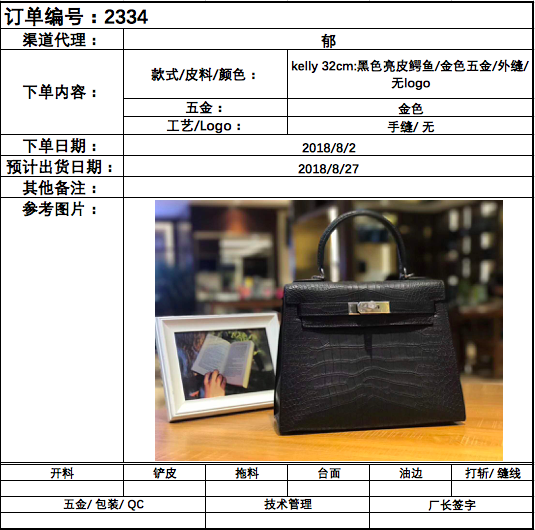 订单编号：2334
渠道代理：
郁
下单内容：
款式/皮料/颜色：
kelly 32cm:黑色亮皮鳄鱼/金色五金/外缝/
无logo
五金：
金色
工艺/Logo：
手缝/ 无
下单日期：
2018/8/2
预计出货日期：
2018/8/27
其他备注：
参考图片：
开料
铲皮
拖料
台面
油边
打斩/ 缝线
五金/ 包装/ QC
技术管理
厂长签字